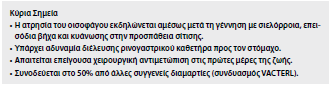 Κύρια Σημεία
• Η ατρησία του οισοφάγου εκδηλώνεται αμέσως μετά τη γέννηση με σιελόρροια, επει-
σόδια βήχα και κυάνωσης στην προσπάθεια σίτισης.
• Υπάρχει αδυναμία διέλευσης ρινογαστρικού καθετήρα προς τον στόμαχο.
• Απαιτείται επείγουσα χειρουργική αντιμετώπιση στις πρώτες μέρες της ζωής.
• Συνοδεύεται στο 50% από άλλες συγγενείς διαμαρτίες (συνδυασμός VACTERL).